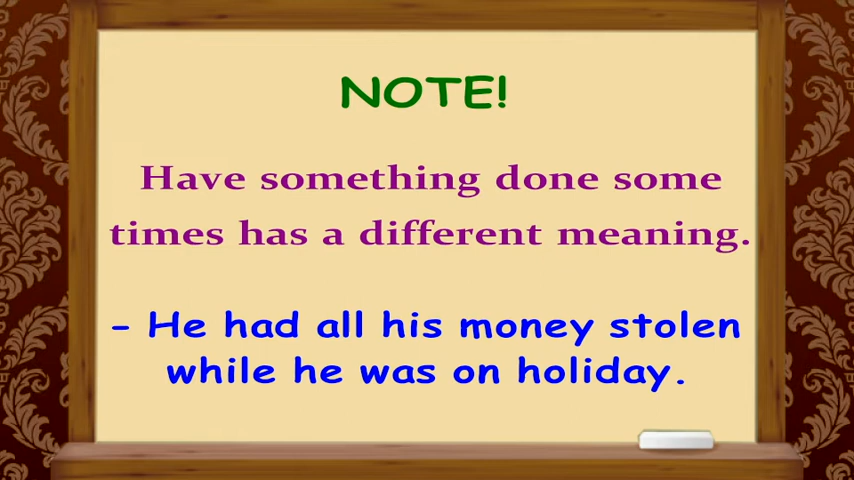 NOTE!
Have something done some
times has a different meaning.
- He had all his money stolen
while he was on holiday.